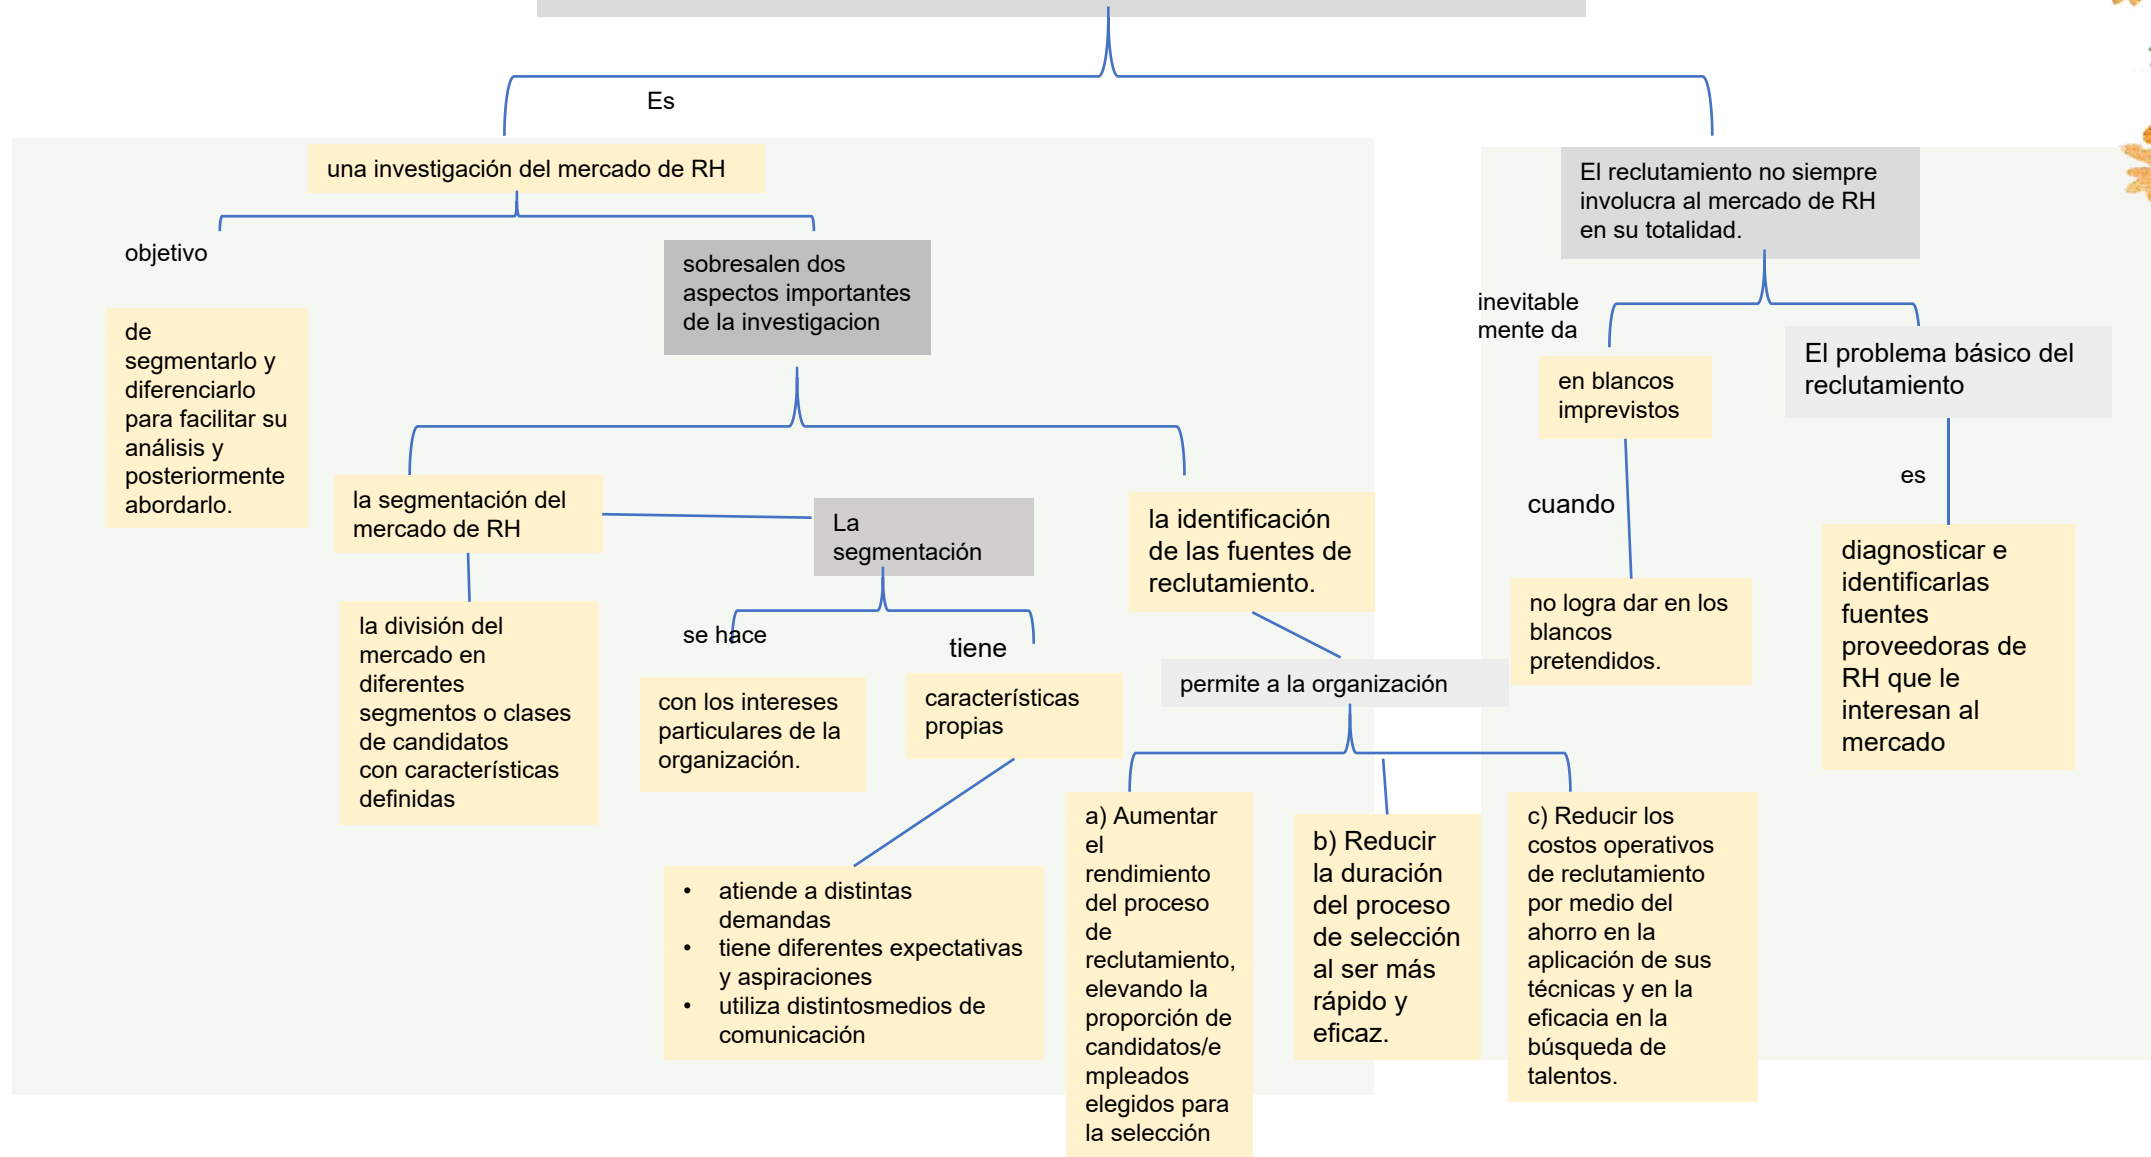 Es
una investigación del mercado de RH
objetivo
de
segmentarlo y
diferenciarlo
para facilitar su
análisis y
posteriormente
abordarlo.
sobresalen dos
aspectos importantes
de la investigacion
la segmentación del
mercado de RH
la división del
mercado en
diferentes
segmentos o clases
de candidatos
con características
definidas
La
segmentación
se hace
con los intereses
particulares de la
organización.
tiene
características
propias
• atiende a distintas
demandas
• tiene diferentes expectativas
y aspiraciones
• utiliza distintosmedios de
comunicación
la identificación
de las fuentes de
reclutamiento.
permite a la organización
a) Aumentar
el
rendimiento
del proceso
de
reclutamiento,
elevando la
proporción de
candidatos/e
mpleados
elegidos para
la selección
b) Reducir
la duración
del proceso
de selección
al ser más
rápido y
eficaz.
c) Reducir los
costos operativos
de reclutamiento
por medio del
ahorro en la
aplicación de sus
técnicas y en la
eficacia en la
búsqueda de
talentos.
El reclutamiento no siempre
involucra al mercado de RH
en su totalidad.
inevitable
mente da
en blancos
imprevistos
cuando
no logra dar en los
blancos
pretendidos.
El problema básico del
reclutamiento
es
diagnosticar e
identificarlas
fuentes
proveedoras de
RH que le
interesan al
mercado